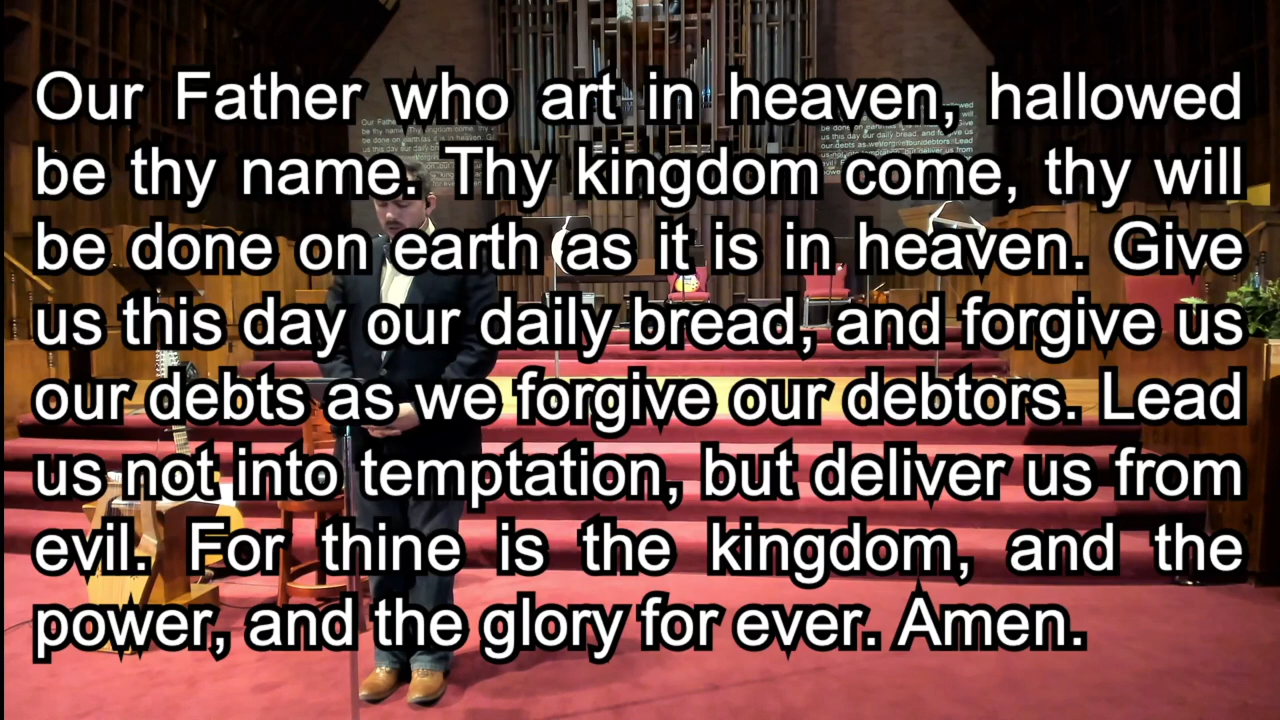 Our Father who art in heaven, hallowed
be thy name. Thy kingdom come, thy will
be done on earth as it is in heaven. Give
us this day our daily bread, and forgive us
our debts as we forgive our debtors. Lead
us not into temptation, but deliver us from
evil. For thine is the kingdom, and the
power, and the glory for ever. Amen.